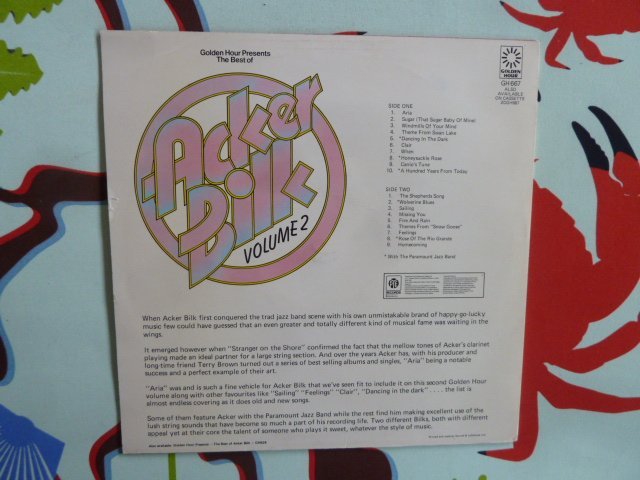 Golden Hour Presents
The Best of
Acker
Bilk
VOLUME 2
GOLDEN
HOUR
GH 667
ALSO
AVAILABLE
ON CASSETTE
ZCGH667
SIDE ONE
1. Aria
2. Sugar (That Sugar Baby Of Mine)
3. Windmills Of Your Mind
4. Theme From Swan Lake
5. *Dancing In The Dark
6. Clair
7. When
8. *Honeysuckle Rose
9. Genie's Tune
10. *A Hundred Years From Today
SIDE TWO
1. The Shepherds Song
2. *Wolverine Blues
3. Sailing
4. Missing You
5. Fire And Rain
6. Themes From "Snow Goose"
7. Feelings
8. *Rose Of The Rio Grande
9. Homecoming
* With The Paramount Jazz Band
When Acker Bilk first conquered the trad jazz band scene with his own unmistakable brand of happy-go-lucky
music few could have guessed that an even greater and totally different kind of musical fame was waiting in the
wings.
It emerged however when "Stranger on the Shore" confirmed the fact that the mellow tones of Acker's clarinet
playing made an ideal partner for a large string section. And over the years Acker has, with his producer and
long-time friend Terry Brown turned out a series of best selling albums and singles, "Aria" being a notable
success and a perfect example of their art.
"Aria" was and is such a fine vehicle for Acker Bilk that we've seen fit to include it on this second Golden Hour
volume along with other favourites like "Sailing" "Feelings" "Clair", "Dancing in the dark" . . . . the list is
almost endless covering as it does old and new songs.
Some of them feature Acker with the Paramount Jazz Band while the rest find him making excellent use of the
lush string sounds that have become so much a part of his recording life. Two different Bilks, both with different
appeal yet at their core the talent of someone who plays it sweet, whatever the style of music.
Also available: Golden Hour Presents - The Best of Acker Bilk -